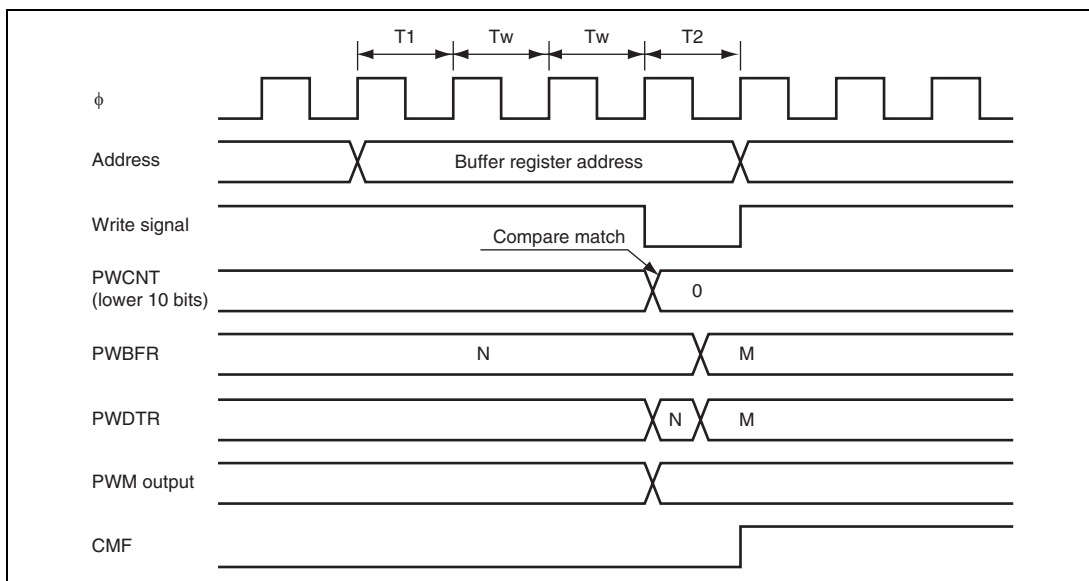 T1 Tw Tw T2
ϕ
Address Buffer register address
Write signal
Compare match
PWCNT
(lower 10 bits)
0
PWBFR N M
PWDTR N M
PWM output
CMF